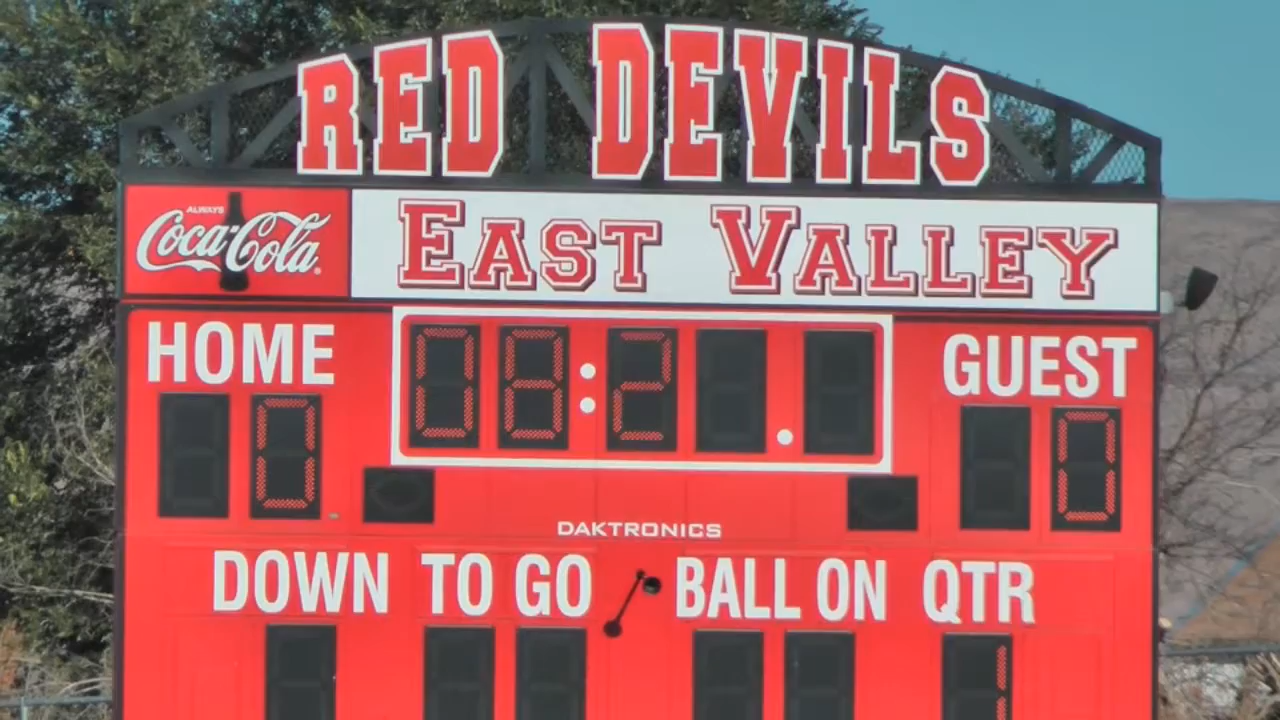 RED DEVILS
ALWAYS
Coca-Cola
EAST VALLEY
HOME
08:2
GUEST
0
0
DAKTRONICS
DOWN TO GO BALL ON QTR
1